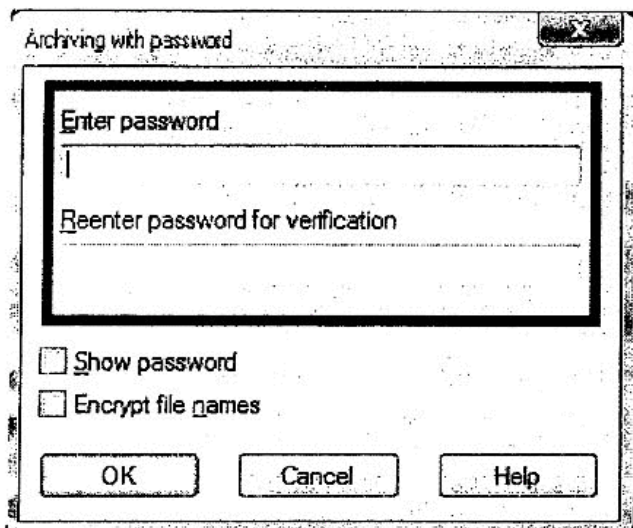 Archiving with password
Enter password
Reenter password for verification
Show password
Encrypt file names
OK Cancel Help